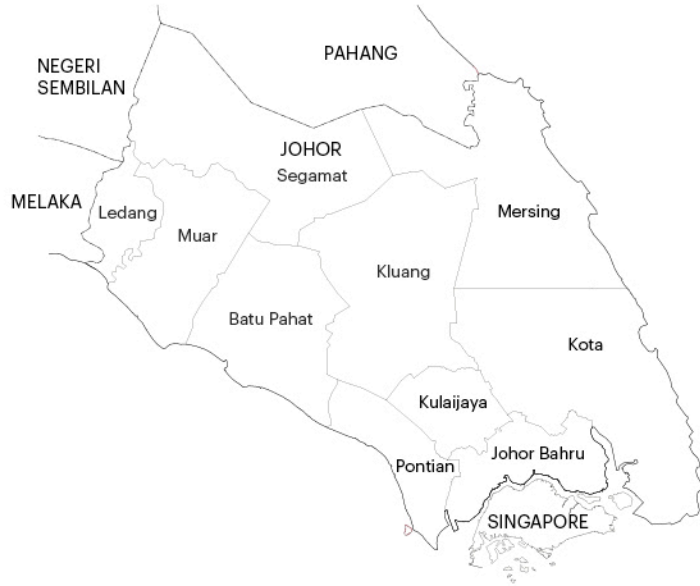 PAHANG
NEGERI
SEMBILAN
JOHOR
Segamat
MELAKA
Ledang
Mersing
Muar
Kluang
Batu Pahat
Kota
Kulaijaya
Johor Bahru
Pontian
SINGAPORE